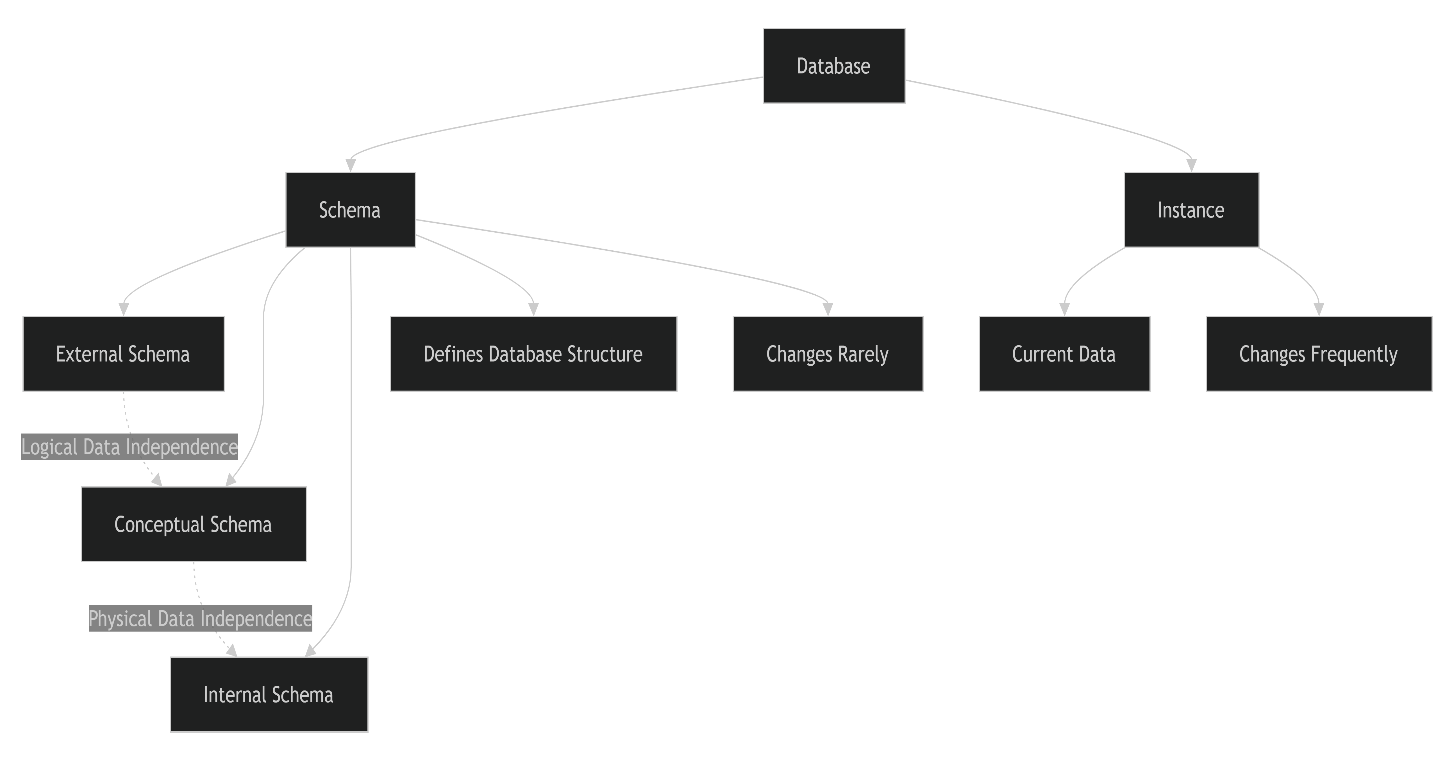 Database
Schema
Instance
External Schema
Defines Database Structure
Changes Rarely
Current Data
Changes Frequently
Logical Data Independence
Conceptual Schema
Physical Data Independence
Internal Schema